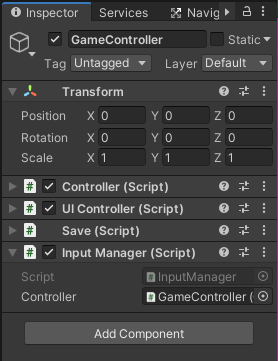 Inspector Services Navig
GameController Static
Tag Untagged Layer Default
Transform
Position X 0 Y 0 Z 0
Rotation X 0 Y 0 Z 0
Scale X 1 Y 1 Z 1
Controller (Script)
UI Controller (Script)
Save (Script)
Input Manager (Script)
Script InputManager
Controller GameController (
Add Component